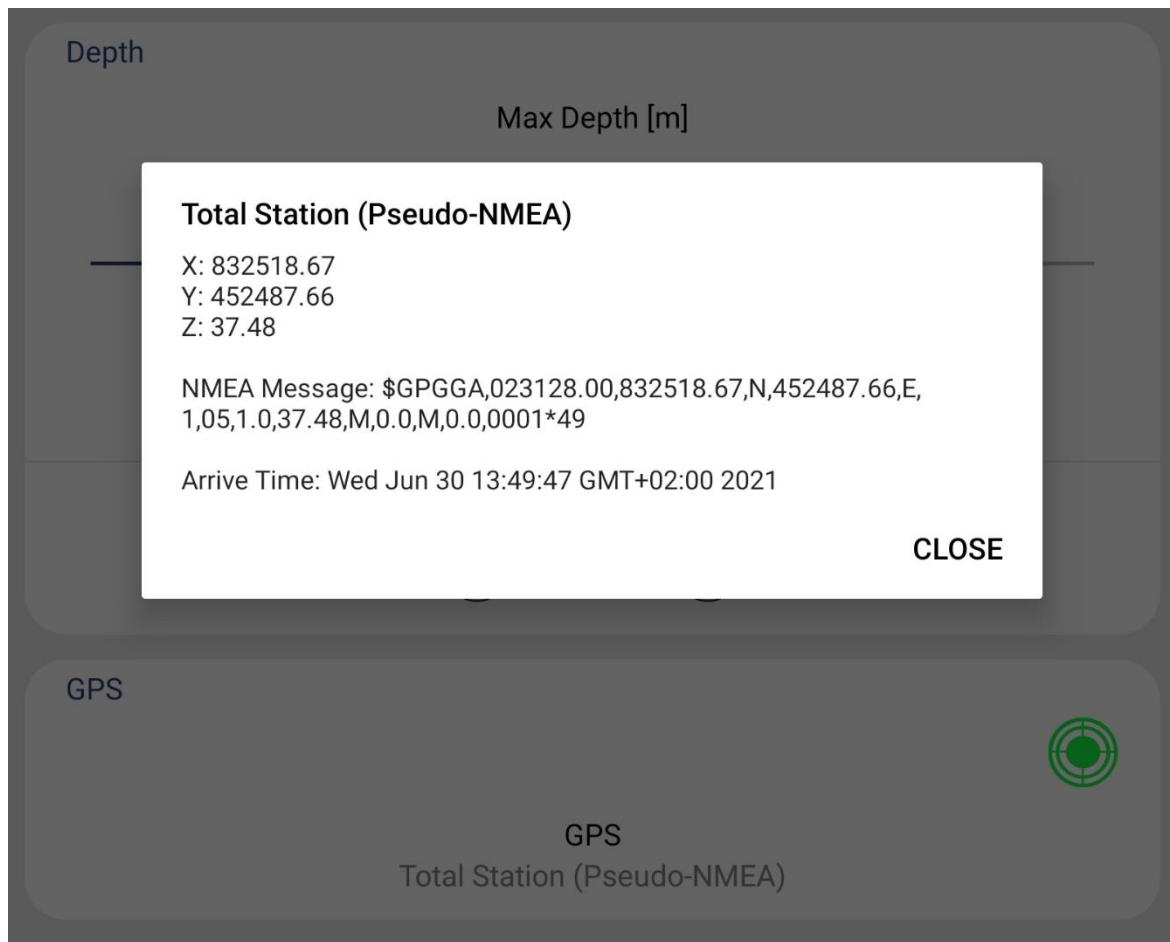 Depth
Max Depth [m]
Total Station (Pseudo-NMEA)
X: 832518.67
Y: 452487.66
Z: 37.48
NMEA Message: $GPGGA,023128.00,832518.67,N,452487.66,E,
1,05,1.0,37.48,M,0.0,M,0.0,0001*49
Arrive Time: Wed Jun 30 13:49:47 GMT+02:00 2021
CLOSE
GPS
GPS
Total Station (Pseudo-NMEA)